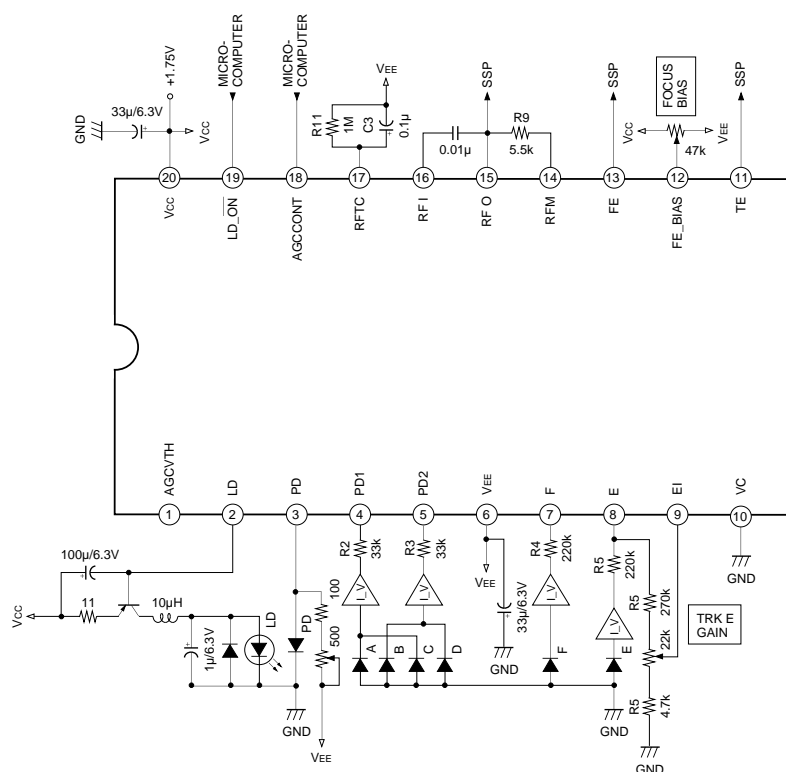 +1.75V
MICRO-
COMPUTER
MICRO-
COMPUTER
VEE
SSP
SSP
FOCUS
BIAS
SSP
GND
33µ/6.3V
VCC
R11
1M
C3
0.1µ
0.01µ
R9
5.5k
VCC
VEE
47k
20
19
18
17
16
15
14
13
12
11
VCC
LD_ON
AGCCONT
RFTC
RF I
RF O
RFM
FE
FE_BIAS
TE
AGCVTH
LD
PD
PD1
PD2
VEE
F
E
EI
VC
1
2
3
4
5
6
7
8
9
10
100µ/6.3V
R2
33k
R3
33k
VEE
R4
220k
R5
220k
GND
VCC
11
10µH
LD
100
I_V
I_V
33µ/6.3V
I_V
I_V
R5
270k
TRK E
GAIN
1µ/6.3V
PD
500
A
B
C
D
F
E
22k
GND
GND
GND
R5
4.7k
VEE
GND